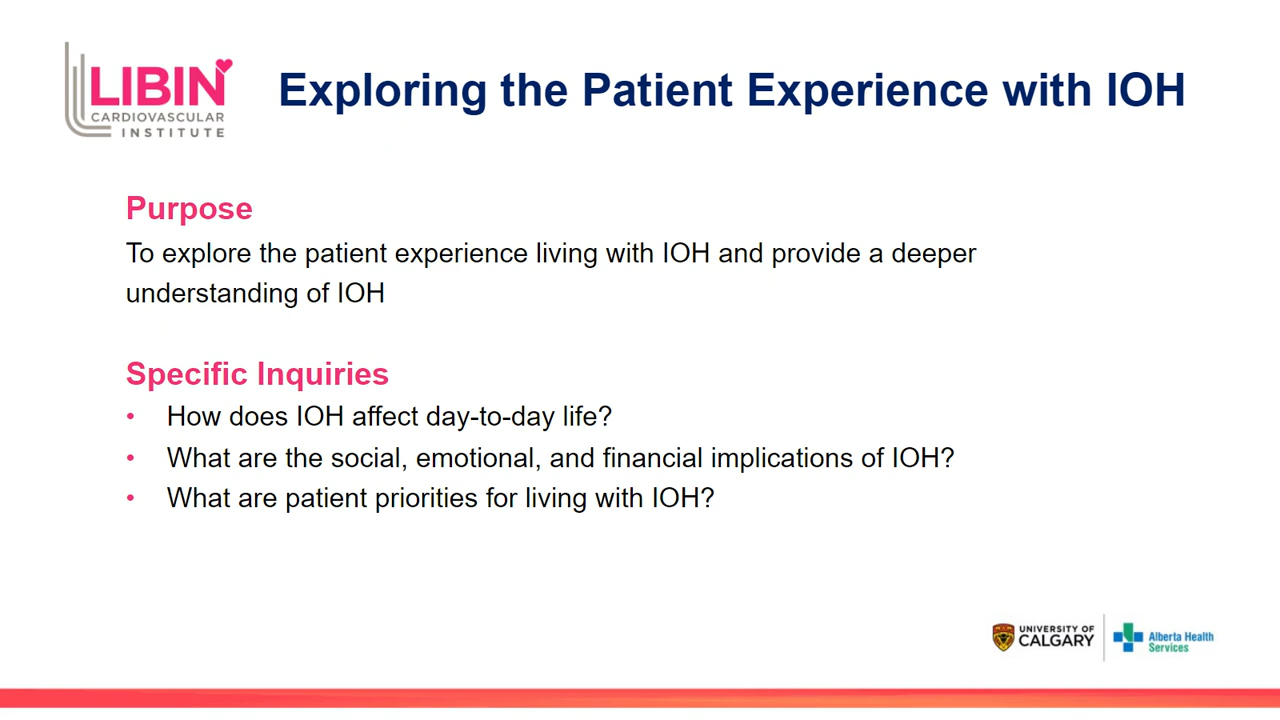 LIBIN
CARDIOVASCULAR
INSTITUTE
Exploring the Patient Experience with IOH
Purpose
To explore the patient experience living with IOH and provide a deeper
understanding of IOH
Specific Inquiries
• How does IOH affect day-to-day life?
• What are the social, emotional, and financial implications of IOH?
• What are patient priorities for living with IOH?
UNIVERSITY OF
CALGARY
Alberta Health
Services